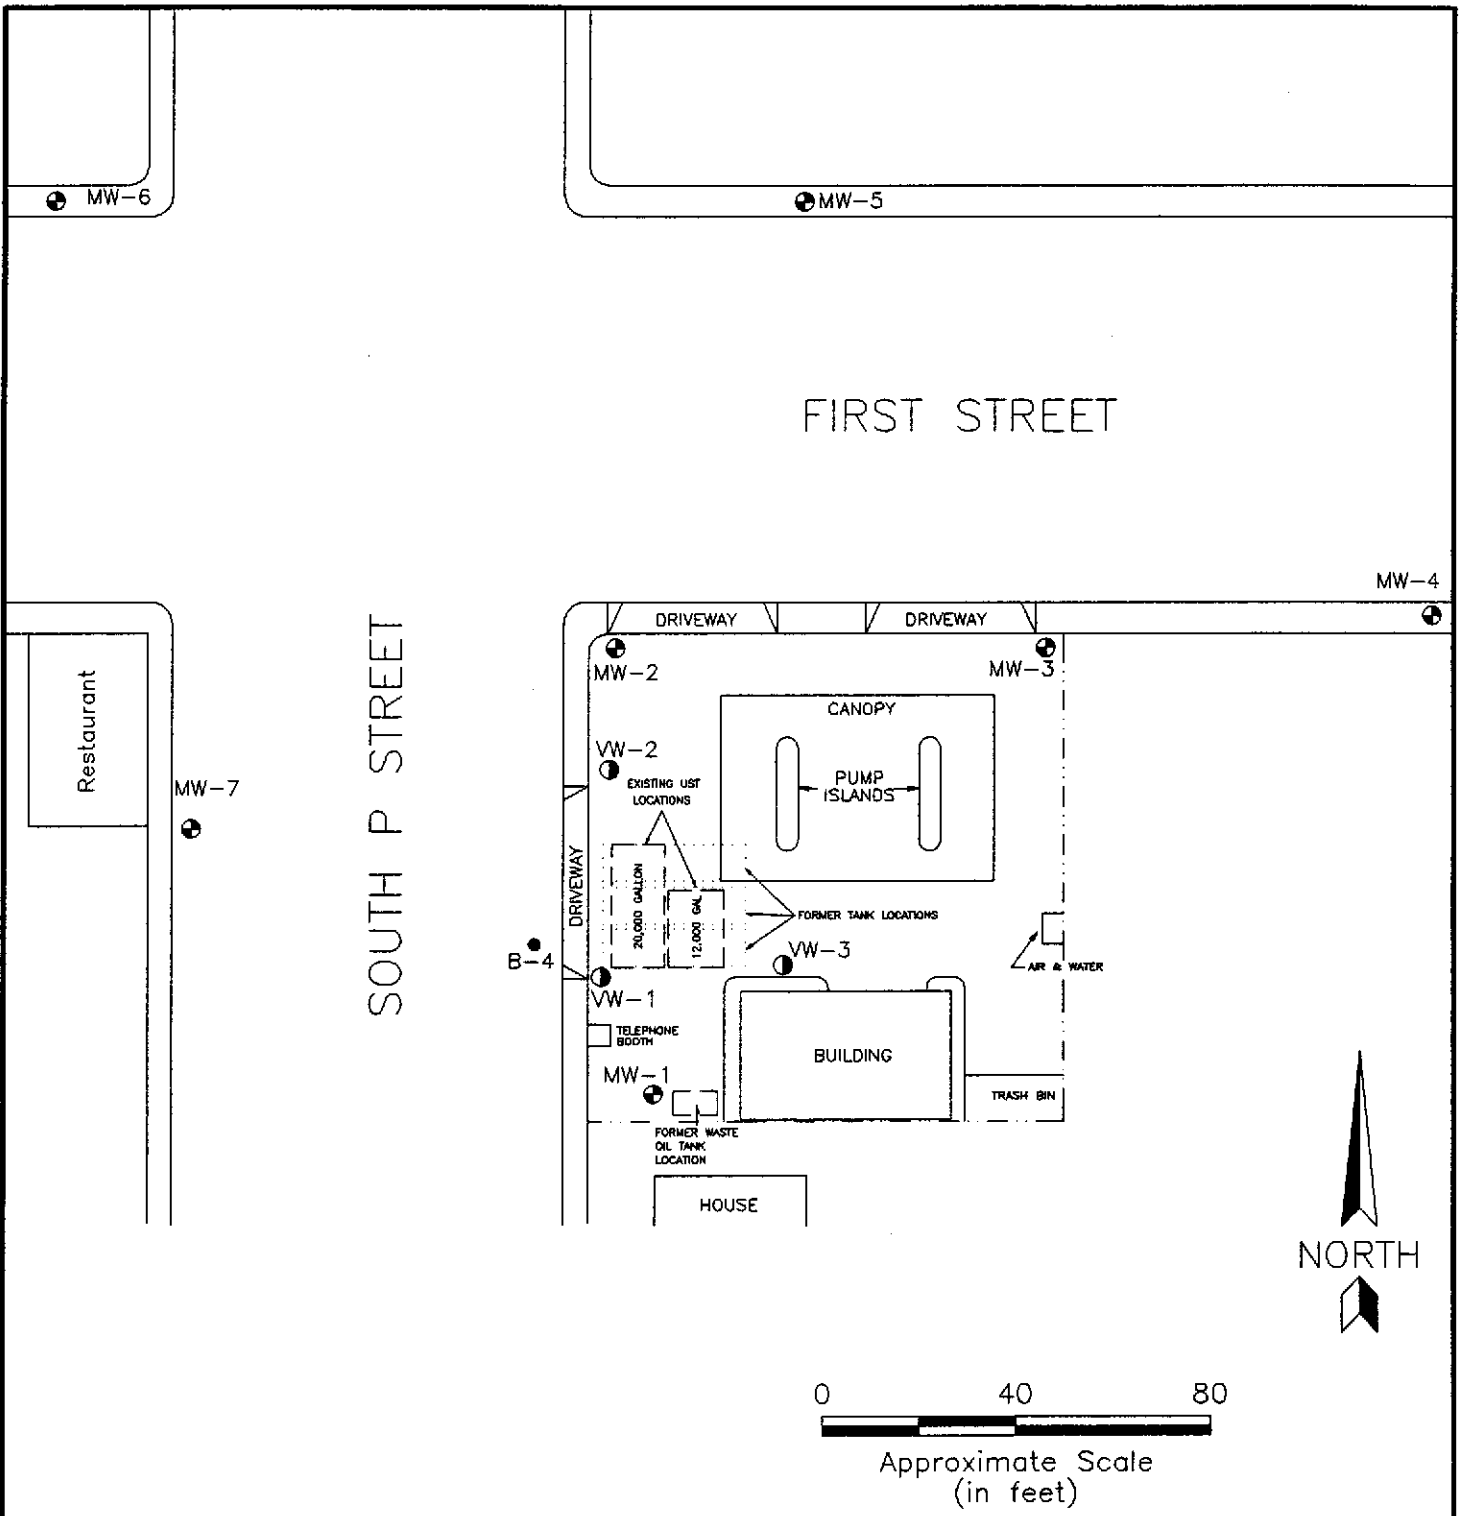 MW-6
MW-5
FIRST STREET
MW-4
DRIVEWAY
DRIVEWAY
MW-2
MW-3
SOUTH P STREET
Restaurant
CANOPY
VW-2
EXISTING UST
LOCATIONS
PUMP
ISLANDS
MW-7
DRIVEWAY
20,000 GALLON
12,000 GAL
FORMER TANK LOCATIONS
B-4
VW-3
AIR & WATER
VW-1
TELEPHONE
BOOTH
BUILDING
MW-1
TRASH BIN
FORMER WASTE
OIL TANK
LOCATION
HOUSE
NORTH
0 40 80
Approximate Scale
(in feet)